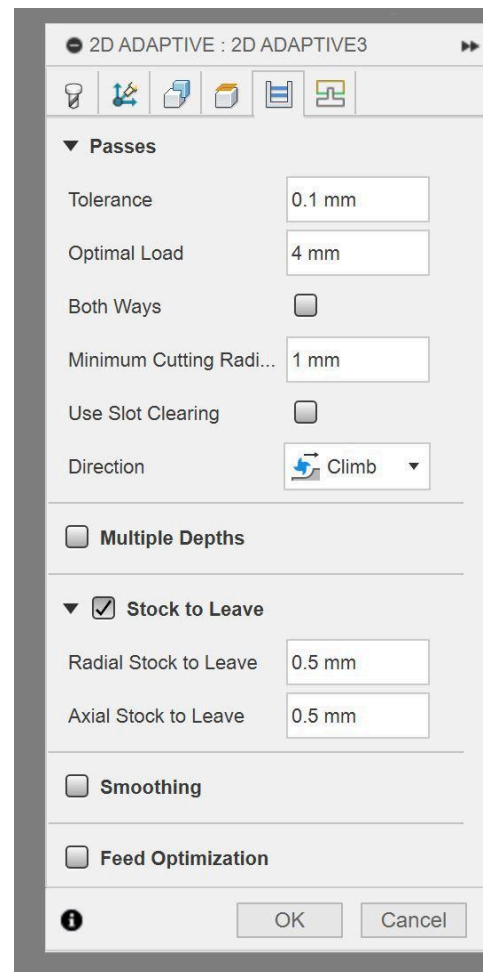 2D ADAPTIVE : 2D ADAPTIVE3
Passes
Tolerance 0.1 mm
Optimal Load 4 mm
Both Ways
Minimum Cutting Radi... 1 mm
Use Slot Clearing
Direction Climb
Multiple Depths
Stock to Leave
Radial Stock to Leave 0.5 mm
Axial Stock to Leave 0.5 mm
Smoothing
Feed Optimization
OK Cancel